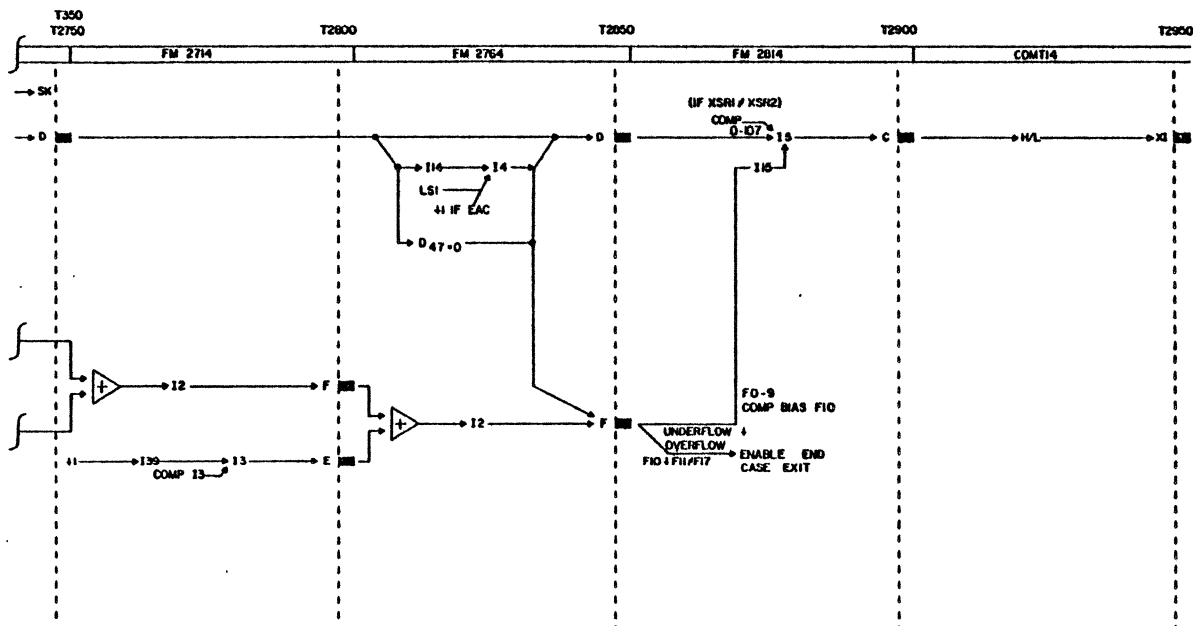 T350
T2750 T2800 T2850 T2900 T2950
FM 2714 FM 2764 FM 2814 COMT14
SK
(IF XSR1 ≠ XSR2)
COMP
0-107
D D I5 C H/L X1
I14 I4 I15
LS1
+1 IF EAC
D 47=0
I2 F
F0-9
COMP BIAS F10
I2 F
UNDERFLOW +
OVERFLOW
F10+F11≠F17
ENABLE END
CASE EXIT
+1 I39 I3 E
COMP I3